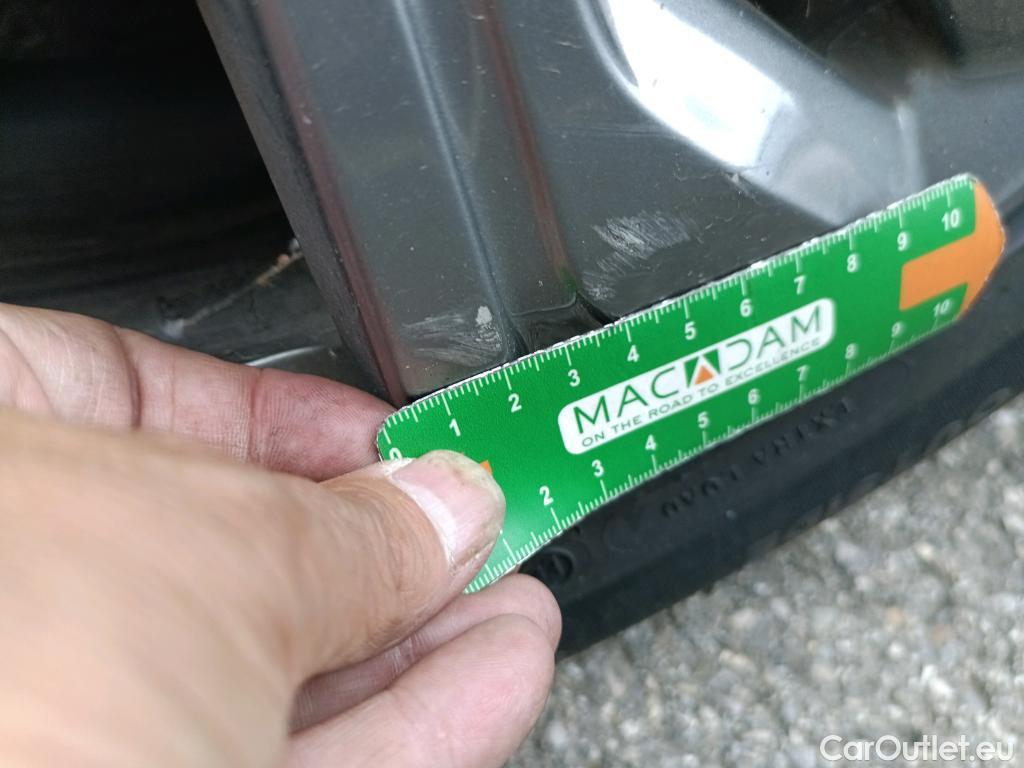 0 1 2 3 4 5 6 7 8 9 10
MACADAM
ON THE ROAD TO EXCELLENCE
2 3 4 5 6 7 8 9 10
EXTRA LOAD
CarOutlet.eu